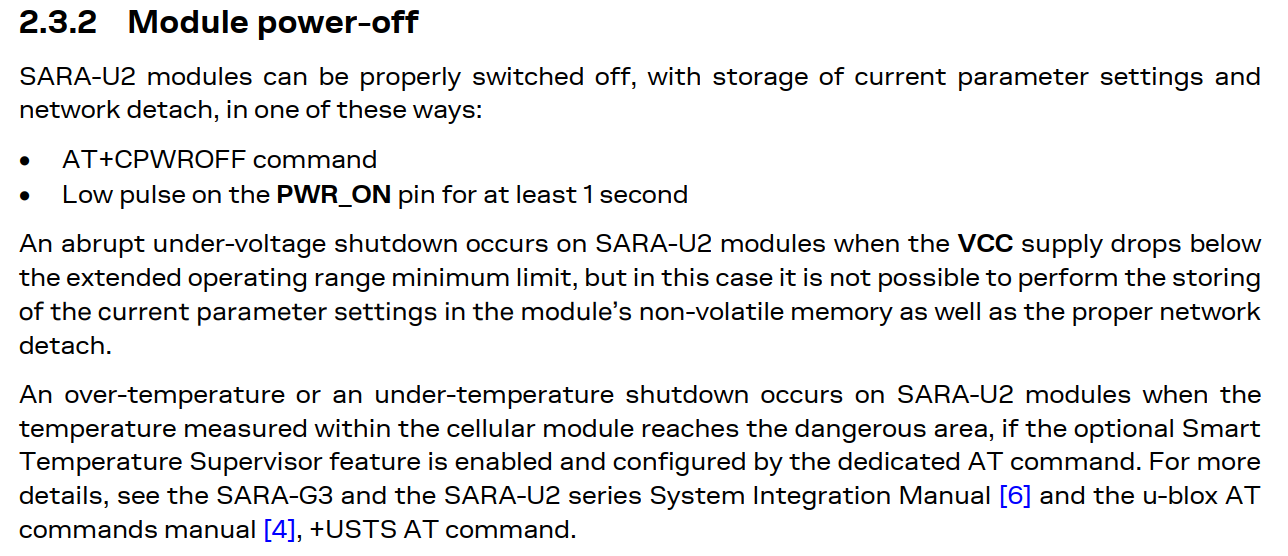 2.3.2 Module power-off
SARA-U2 modules can be properly switched off, with storage of current parameter settings and
network detach, in one of these ways:
• AT+CPWROFF command
• Low pulse on the PWR_ON pin for at least 1 second
An abrupt under-voltage shutdown occurs on SARA-U2 modules when the VCC supply drops below
the extended operating range minimum limit, but in this case it is not possible to perform the storing
of the current parameter settings in the module’s non-volatile memory as well as the proper network
detach.
An over-temperature or an under-temperature shutdown occurs on SARA-U2 modules when the
temperature measured within the cellular module reaches the dangerous area, if the optional Smart
Temperature Supervisor feature is enabled and configured by the dedicated AT command. For more
details, see the SARA-G3 and the SARA-U2 series System Integration Manual [6] and the u-blox AT
commands manual [4], +USTS AT command.